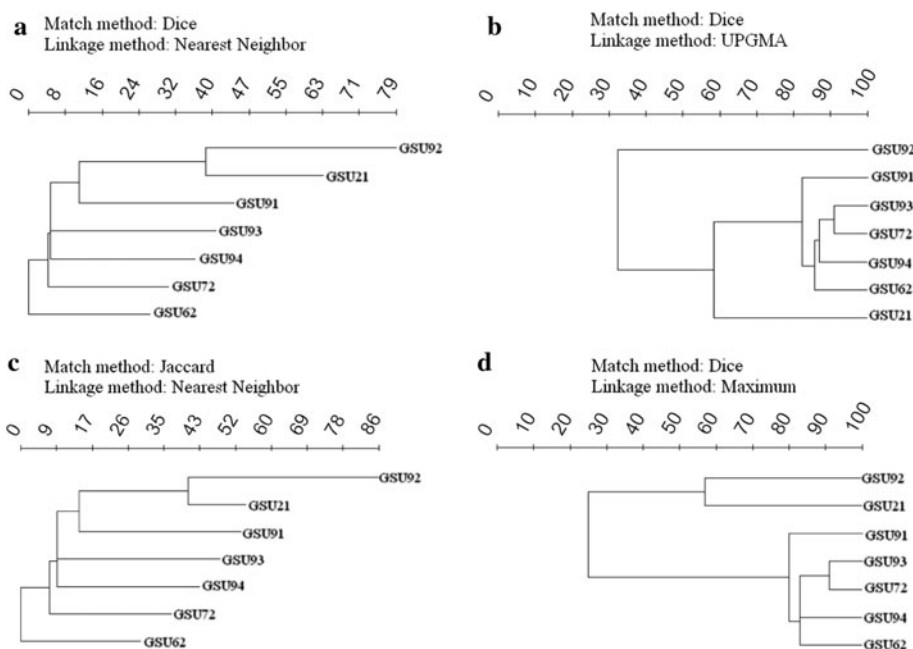 a
Match method: Dice
Linkage method: Nearest Neighbor
0 8 16 24 32 40 47 55 63 71 79
GSU92
GSU21
GSU91
GSU93
GSU94
GSU72
GSU62
b
Match method: Dice
Linkage method: UPGMA
0 10 20 30 40 50 60 70 80 90 100
GSU92
GSU91
GSU93
GSU72
GSU94
GSU62
GSU21
c
Match method: Jaccard
Linkage method: Nearest Neighbor
0 9 17 26 35 43 52 60 69 78 86
GSU92
GSU21
GSU91
GSU93
GSU94
GSU72
GSU62
d
Match method: Dice
Linkage method: Maximum
0 10 20 30 40 50 60 70 80 90 100
GSU92
GSU21
GSU91
GSU93
GSU72
GSU94
GSU62